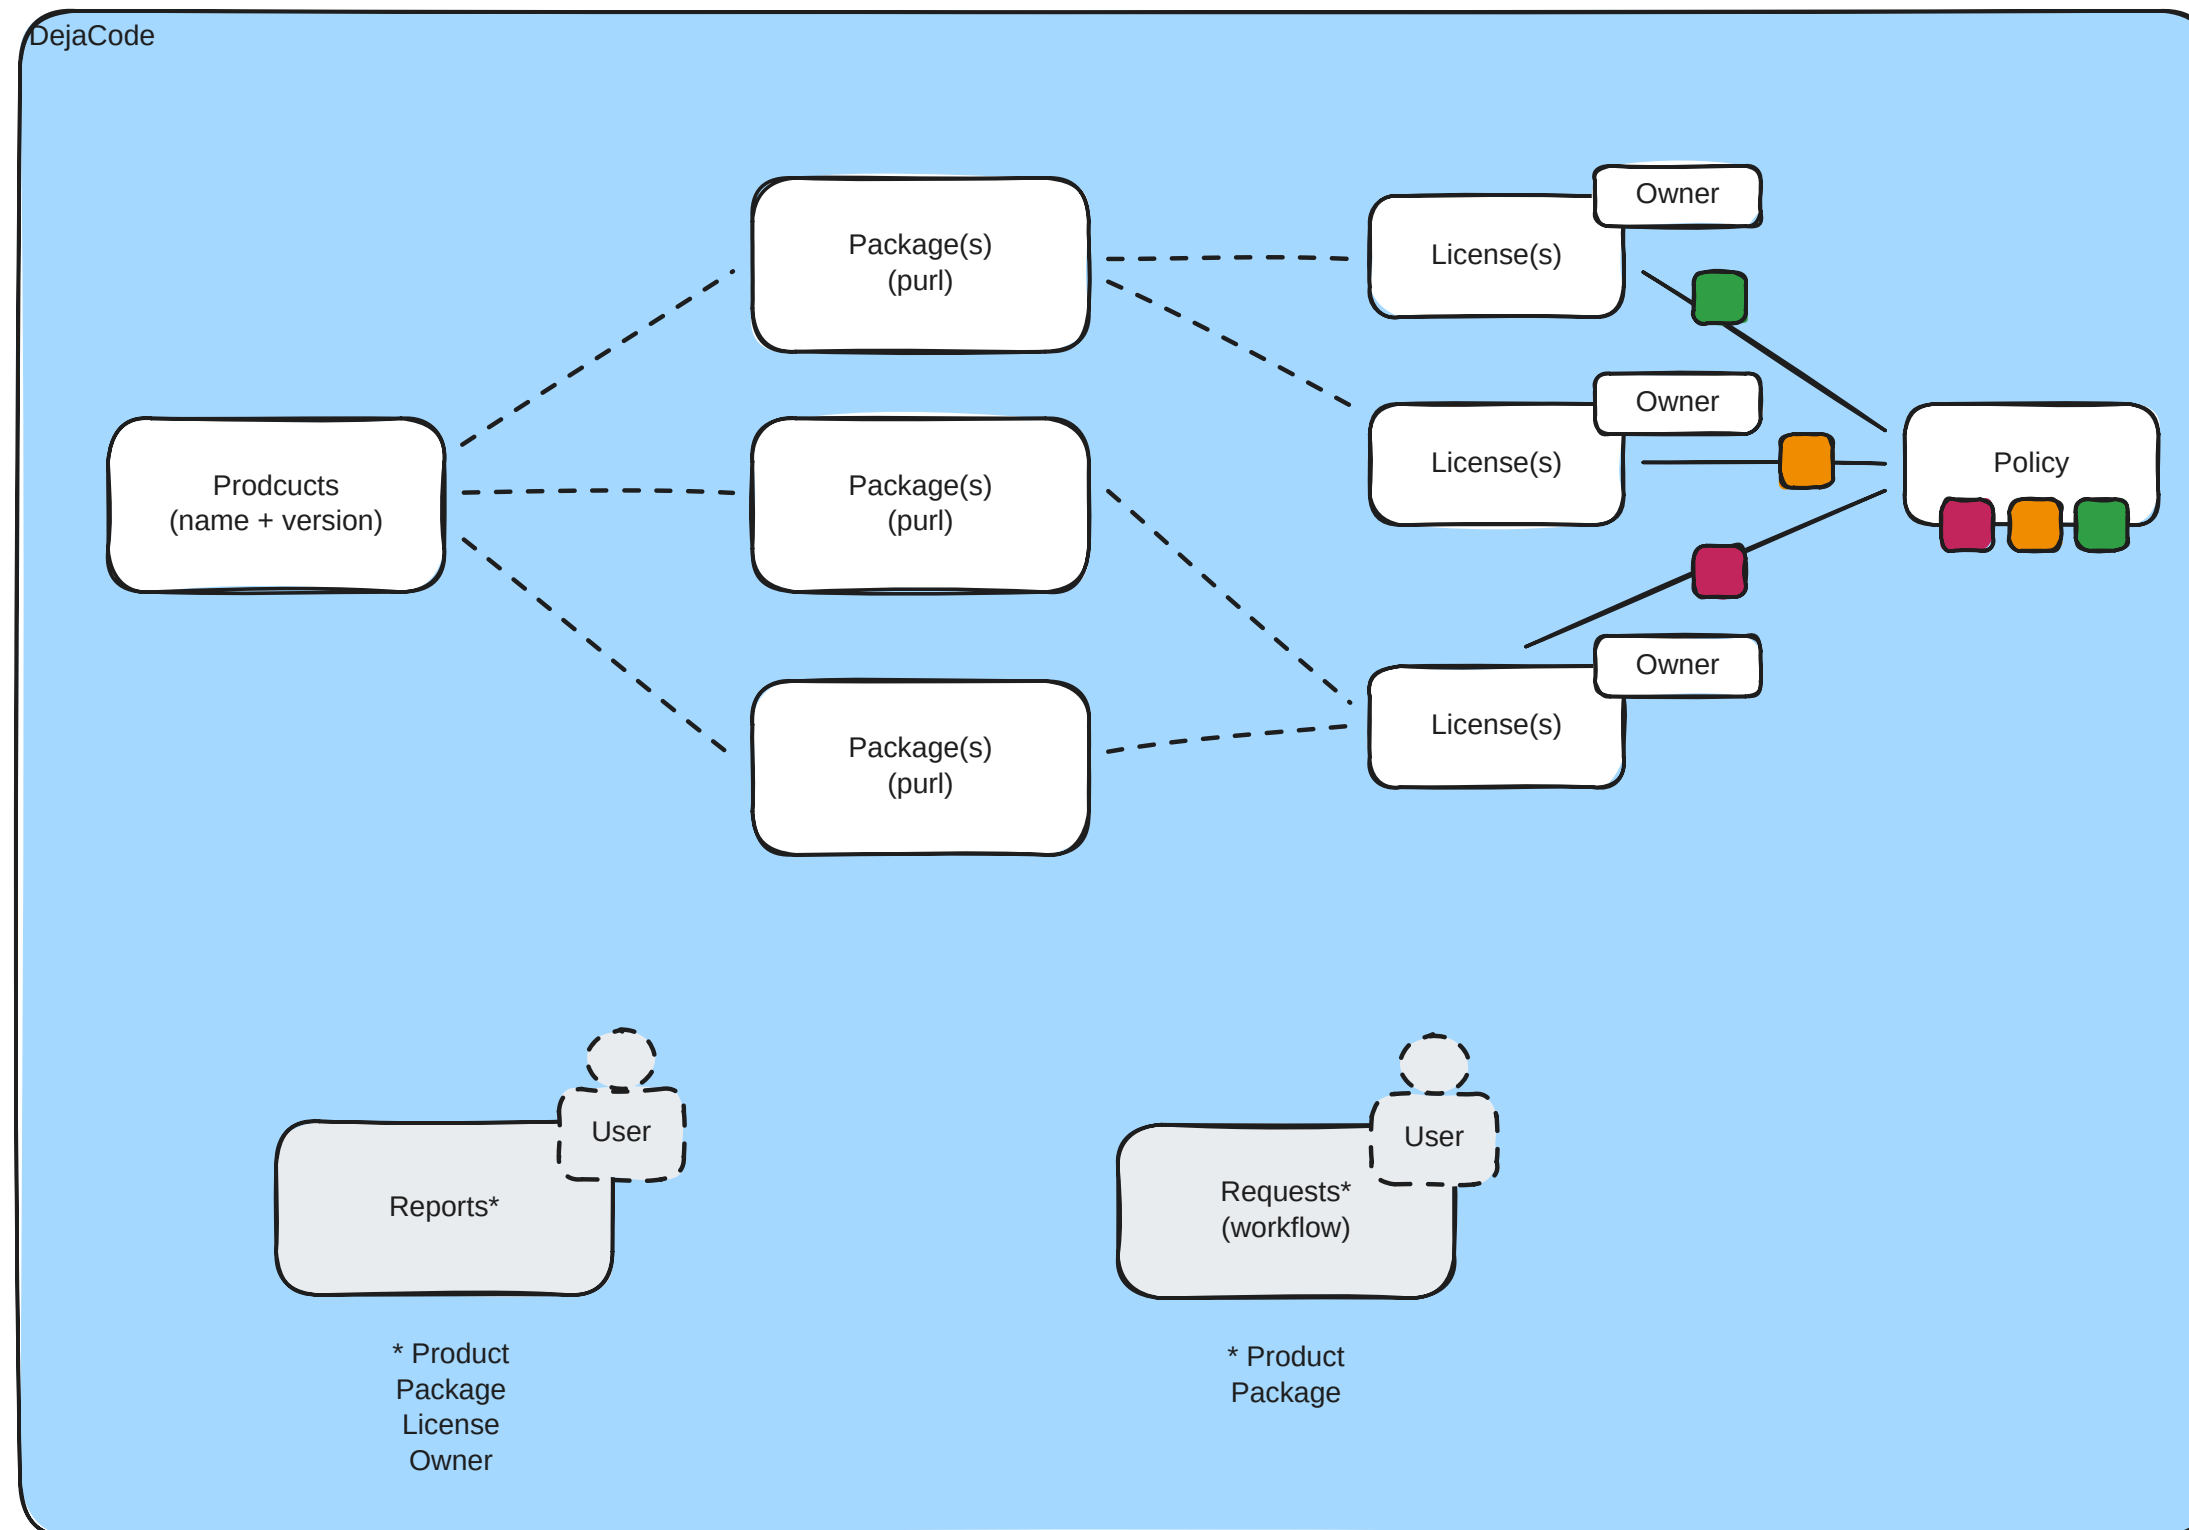 DejaCode
Owner
Package(s)
(purl)
License(s)
Owner
License(s)
Policy
Prodcucts
(name + version)
Package(s)
(purl)
Owner
License(s)
Package(s)
(purl)
User
Reports*
User
Requests*
(workflow)
* Product
Package
License
Owner
* Product
Package